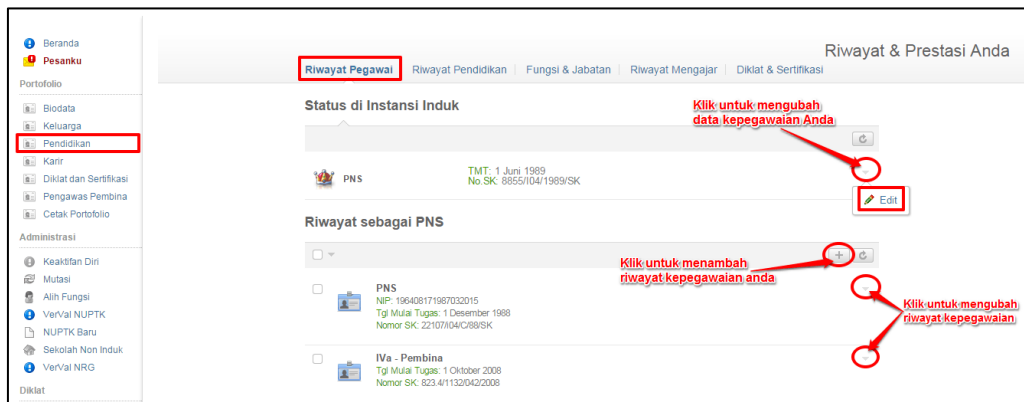 Beranda
Pesanku
Portofolio
Biodata
Keluarga
Pendidikan
Karir
Diklat dan Sertifikasi
Pengawas Pembina
Cetak Portofolio
Administrasi
Keaktifan Diri
Mutasi
Alih Fungsi
VerVal NUPTK
NUPTK Baru
Sekolah Non Induk
VerVal NRG
Diklat
Riwayat & Prestasi Anda
Riwayat Pegawai Riwayat Pendidikan Fungsi & Jabatan Riwayat Mengajar Diklat & Sertifikasi
Status di Instansi Induk
Klik untuk mengubah
data kepegawaian Anda
PNS
TMT: 1 Juni 1989
No.SK: 8855/I04/1989/SK
Edit
Riwayat sebagai PNS
Klik untuk menambah
riwayat kepegawaian anda
PNS
NIP: 196408171987032015
Tgl Mulai Tugas: 1 Desember 1988
Nomor SK: 22107/I04/C/88/SK
Klik untuk mengubah
riwayat kepegawaian
IVa - Pembina
Tgl Mulai Tugas: 1 Oktober 2008
Nomor SK: 823.4/1132/042/2008